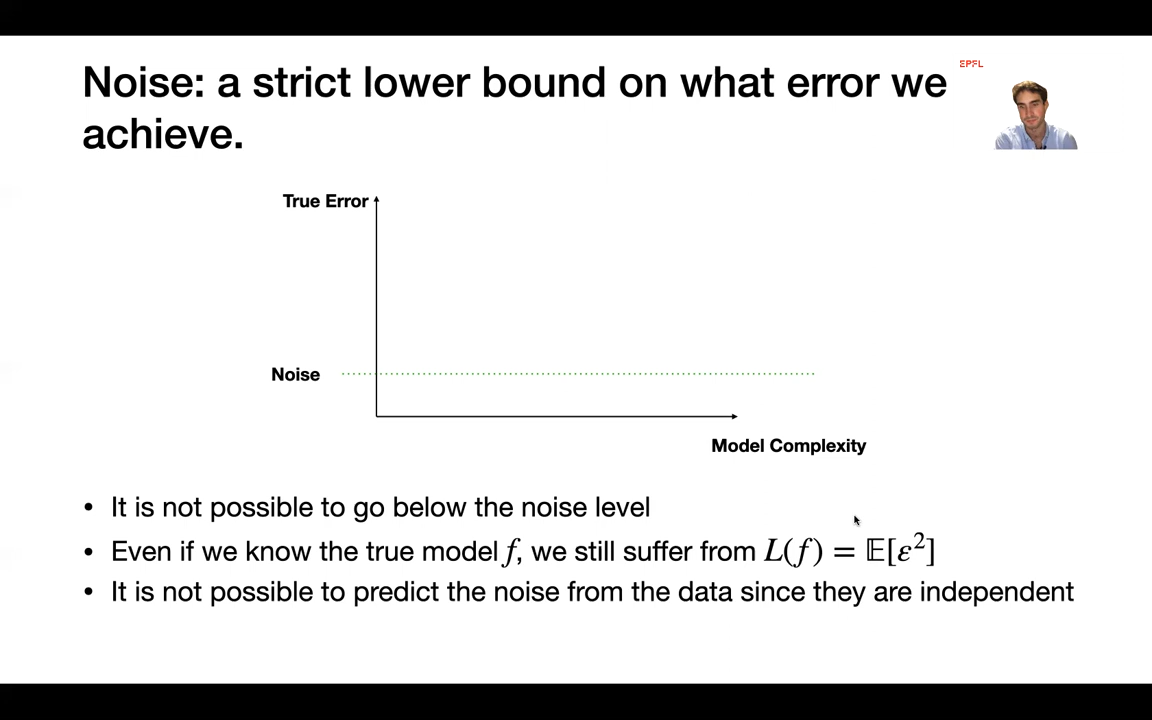 Noise: a strict lower bound on what error we
achieve.
EPFL
True Error
Noise
Model Complexity
• It is not possible to go below the noise level
• Even if we know the true model f, we still suffer from L(f) = 𝔼[ε²]
• It is not possible to predict the noise from the data since they are independent